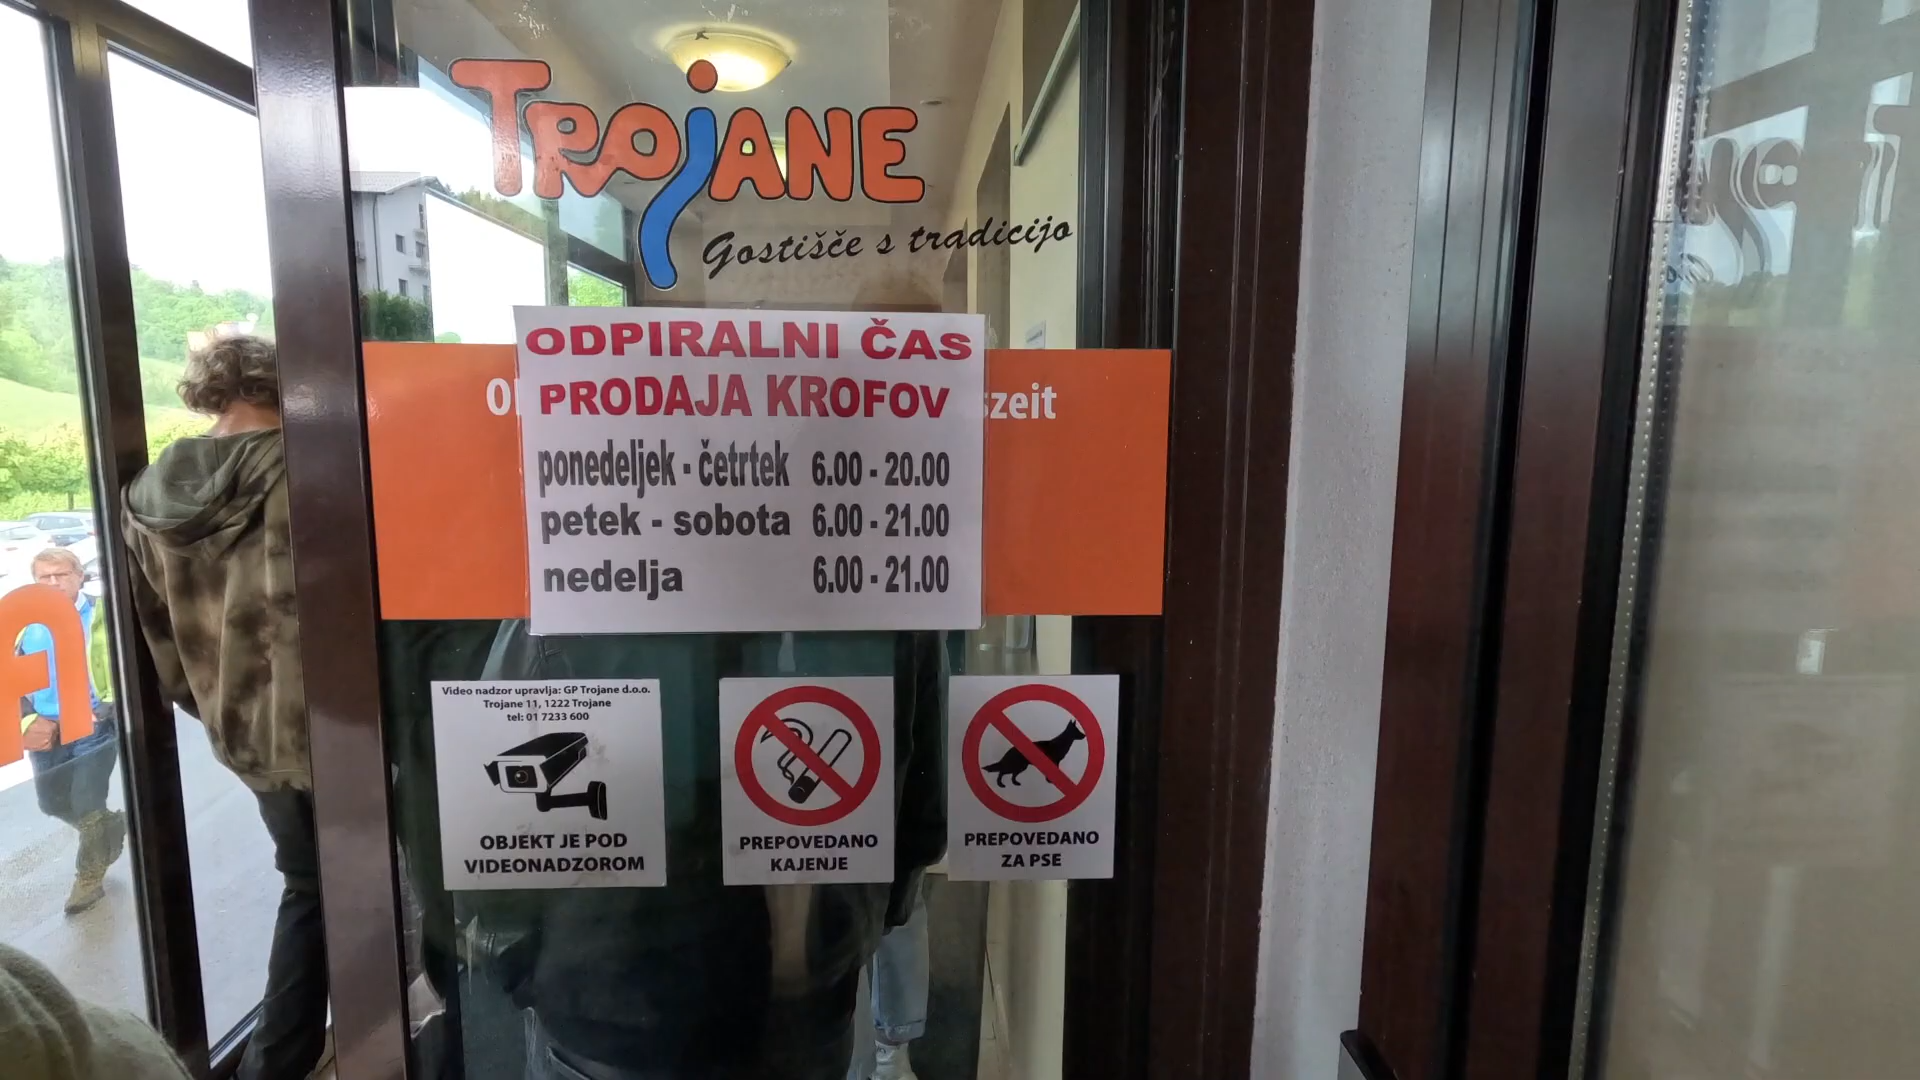 TROJANE
Gostišče s tradicijo
ODPIRALNI ČAS
PRODAJA KROFOV
szeit
ponedeljek - četrtek 6.00 - 20.00
petek - sobota 6.00 - 21.00
nedelja 6.00 - 21.00
Video nadzor upravlja: GP Trojane d.o.o.
Trojane 11, 1222 Trojane
tel: 01 7233 600
OBJEKT JE POD
VIDEONADZOROM
PREPOVEDANO
KAJENJE
PREPOVEDANO
ZA PSE